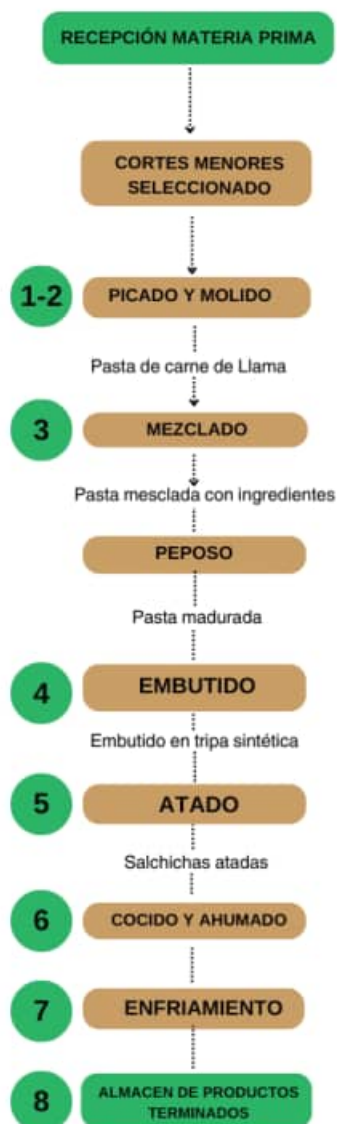 RECEPCIÓN MATERIA PRIMA
CORTES MENORES
SELECCIONADO
1-2
PICADO Y MOLIDO
Pasta de carne de Llama
3
MEZCLADO
Pasta mesclada con ingredientes
PEPOSO
Pasta madurada
4
EMBUTIDO
Embutido en tripa sintética
5
ATADO
Salchichas atadas
6
COCIDO Y AHUMADO
7
ENFRIAMIENTO
8
ALMACEN DE PRODUCTOS
TERMINADOS